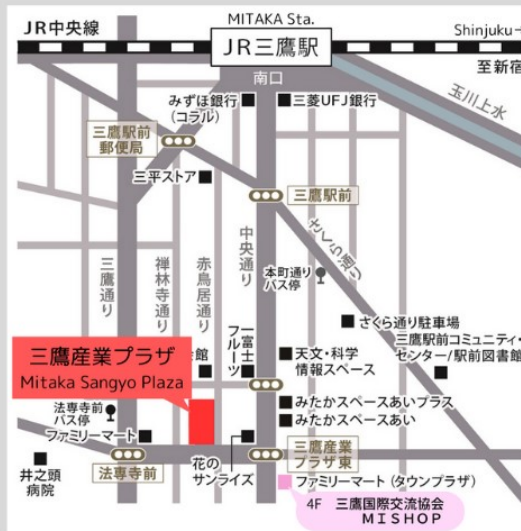 MITAKA Sta.
JR中央線
JR三鷹駅
Shinjuku→
至新宿
南口
玉川上水
みずほ銀行
(コラル)
三菱UFJ銀行
三鷹駅前
郵便局
三平ストア
三鷹駅前
さくら通り
中央通り
三鷹通り
禅林寺通り
赤鳥居通り
本町通り
バス停
さくら通り駐車場
三鷹駅前コミュニティ・
センター/駅前図書館
一富士
フルーツ
天文・科学
情報スペース
三鷹産業プラザ
Mitaka Sangyo Plaza
会館
みたかスペースあいプラス
みたかスペースあい
法専寺前
バス停
ファミリーマート
法専寺前
井之頭
病院
花の
サンライズ
三鷹産業
プラザ東
ファミリーマート(タウンプラザ)
4F 三鷹国際交流協会
MISHOP